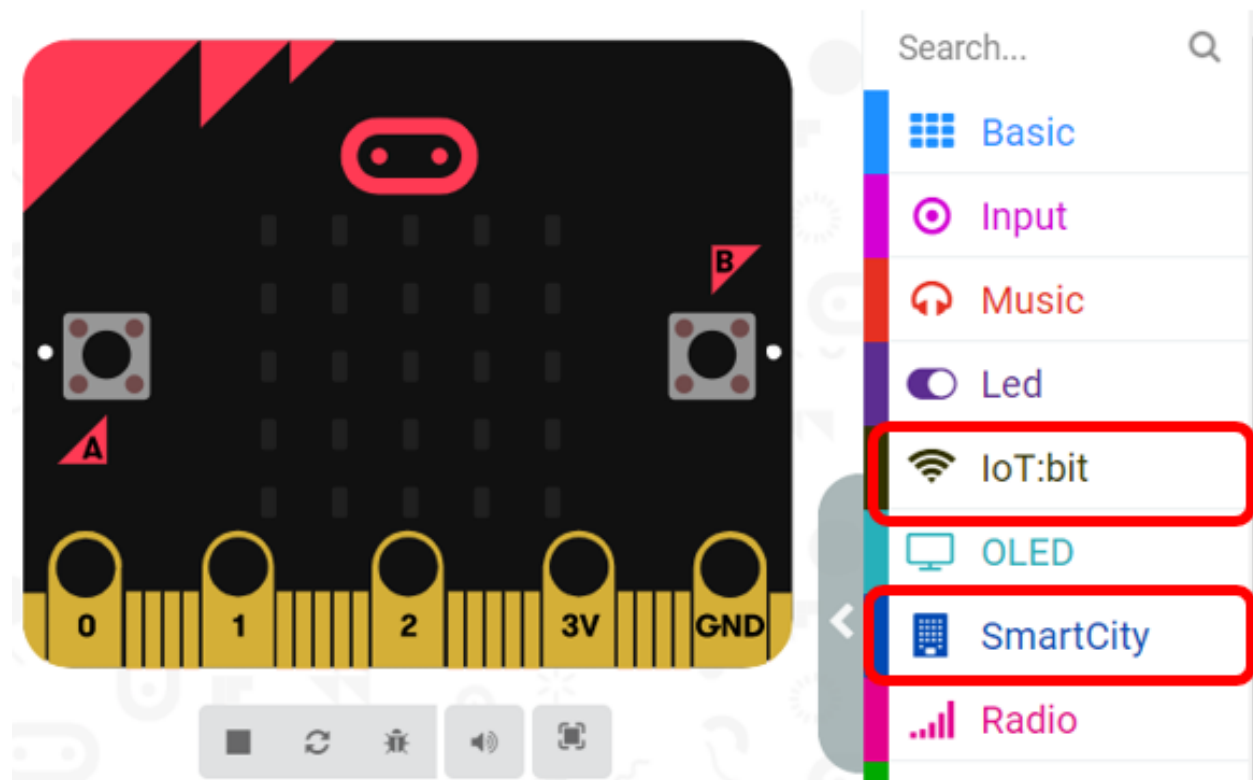 B
A
0 1 2 3V GND
Search...
Basic
Input
Music
Led
IoT:bit
OLED
SmartCity
Radio